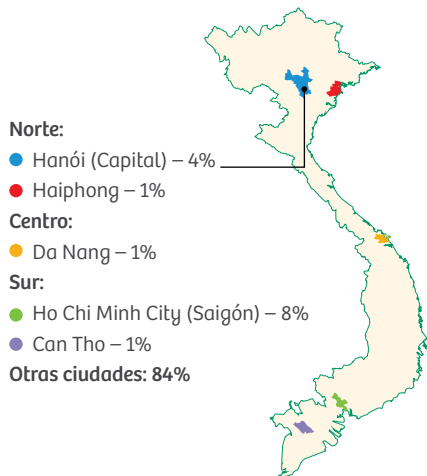 Norte:
Hanói (Capital) – 4%
Haiphong – 1%
Centro:
Da Nang – 1%
Sur:
Ho Chi Minh City (Saigón) – 8%
Can Tho – 1%
Otras ciudades: 84%